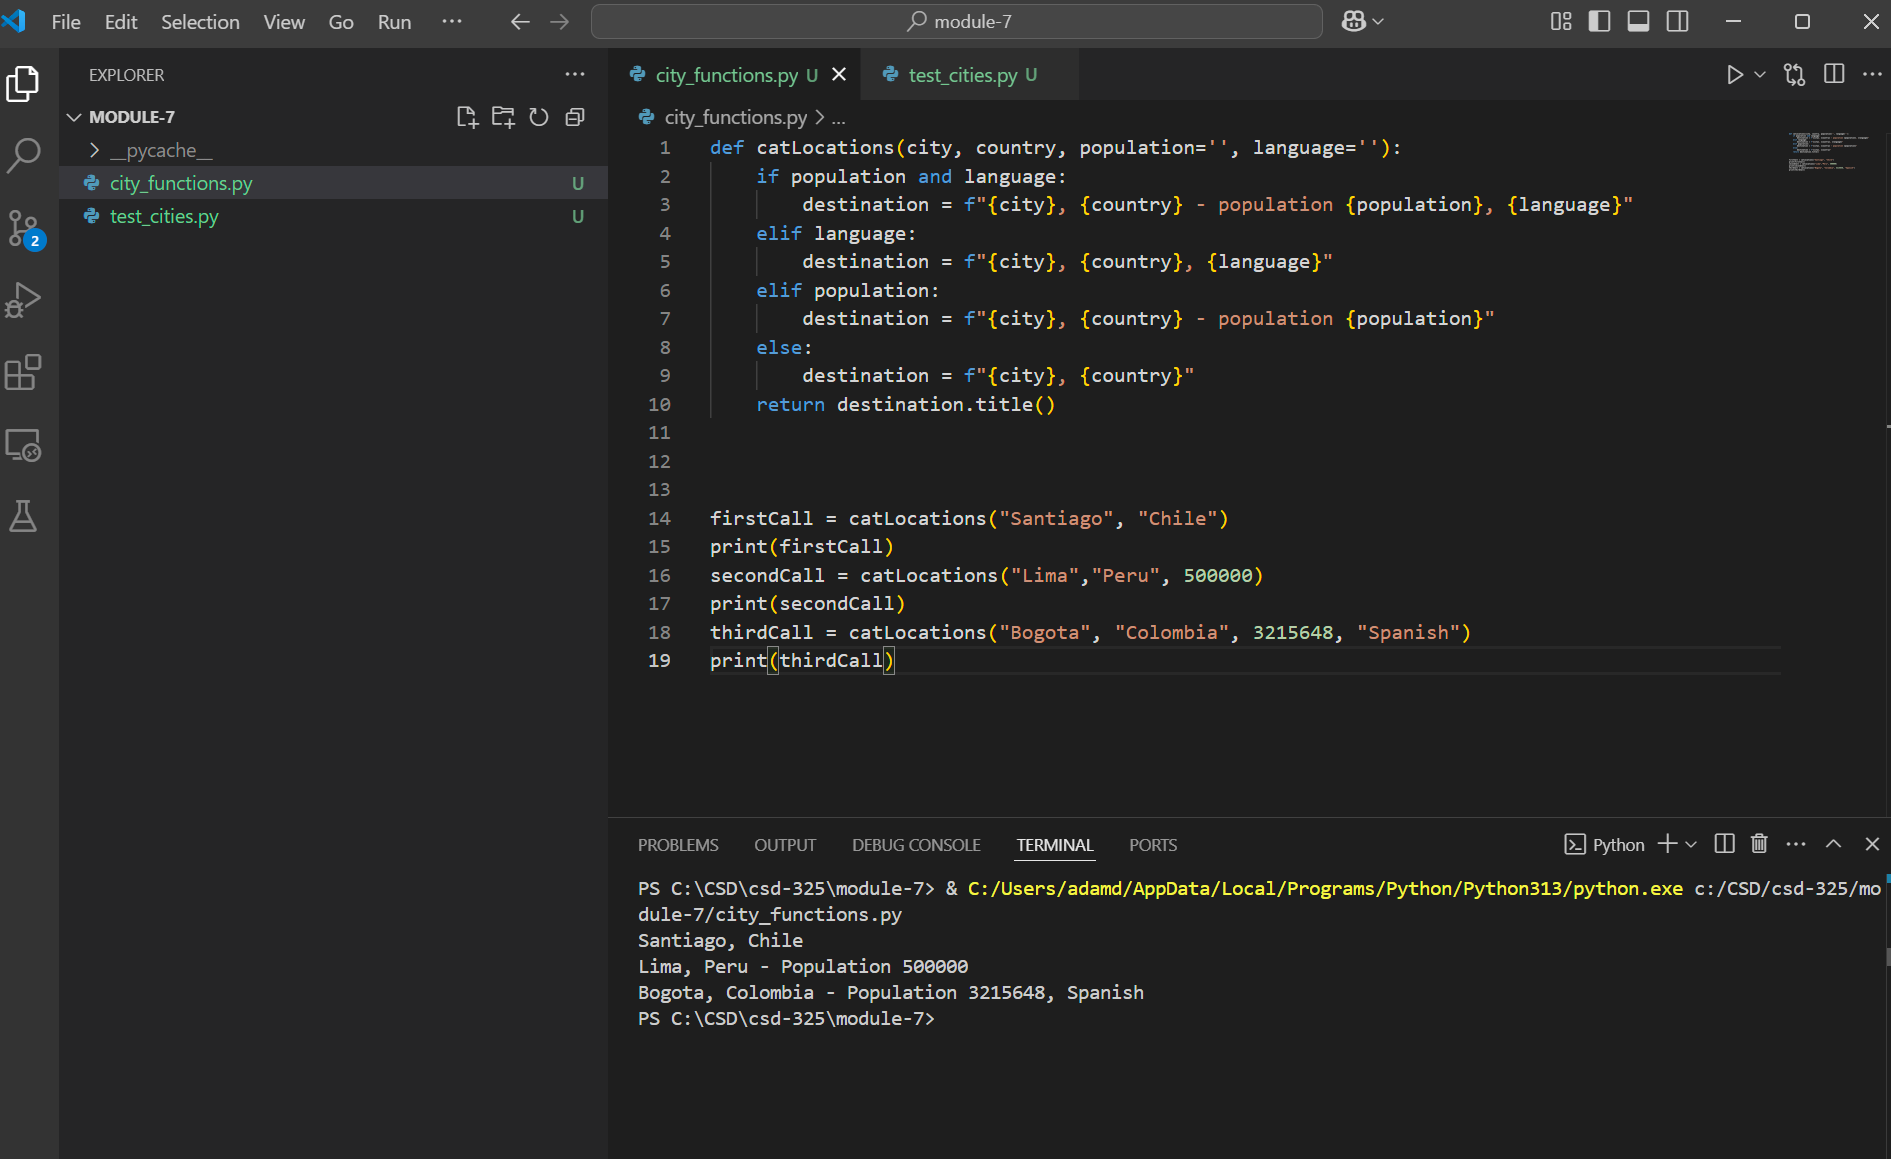 File Edit Selection View Go Run ··· module-7
EXPLORER
MODULE-7
__pycache__
city_functions.py U
test_cities.py U
2
city_functions.py U test_cities.py U
city_functions.py > ...
1 def catLocations(city, country, population='', language=''):
2     if population and language:
3         destination = f"{city}, {country} - population {population}, {language}"
4     elif language:
5         destination = f"{city}, {country}, {language}"
6     elif population:
7         destination = f"{city}, {country} - population {population}"
8     else:
9         destination = f"{city}, {country}"
10     return destination.title()
11
12
13
14 firstCall = catLocations("Santiago", "Chile")
15 print(firstCall)
16 secondCall = catLocations("Lima","Peru", 500000)
17 print(secondCall)
18 thirdCall = catLocations("Bogota", "Colombia", 3215648, "Spanish")
19 print(thirdCall)
PROBLEMS OUTPUT DEBUG CONSOLE TERMINAL PORTS Python
PS C:\CSD\csd-325\module-7> & C:/Users/adamd/AppData/Local/Programs/Python/Python313/python.exe c:/CSD/csd-325/mo
dule-7/city_functions.py
Santiago, Chile
Lima, Peru - Population 500000
Bogota, Colombia - Population 3215648, Spanish
PS C:\CSD\csd-325\module-7>